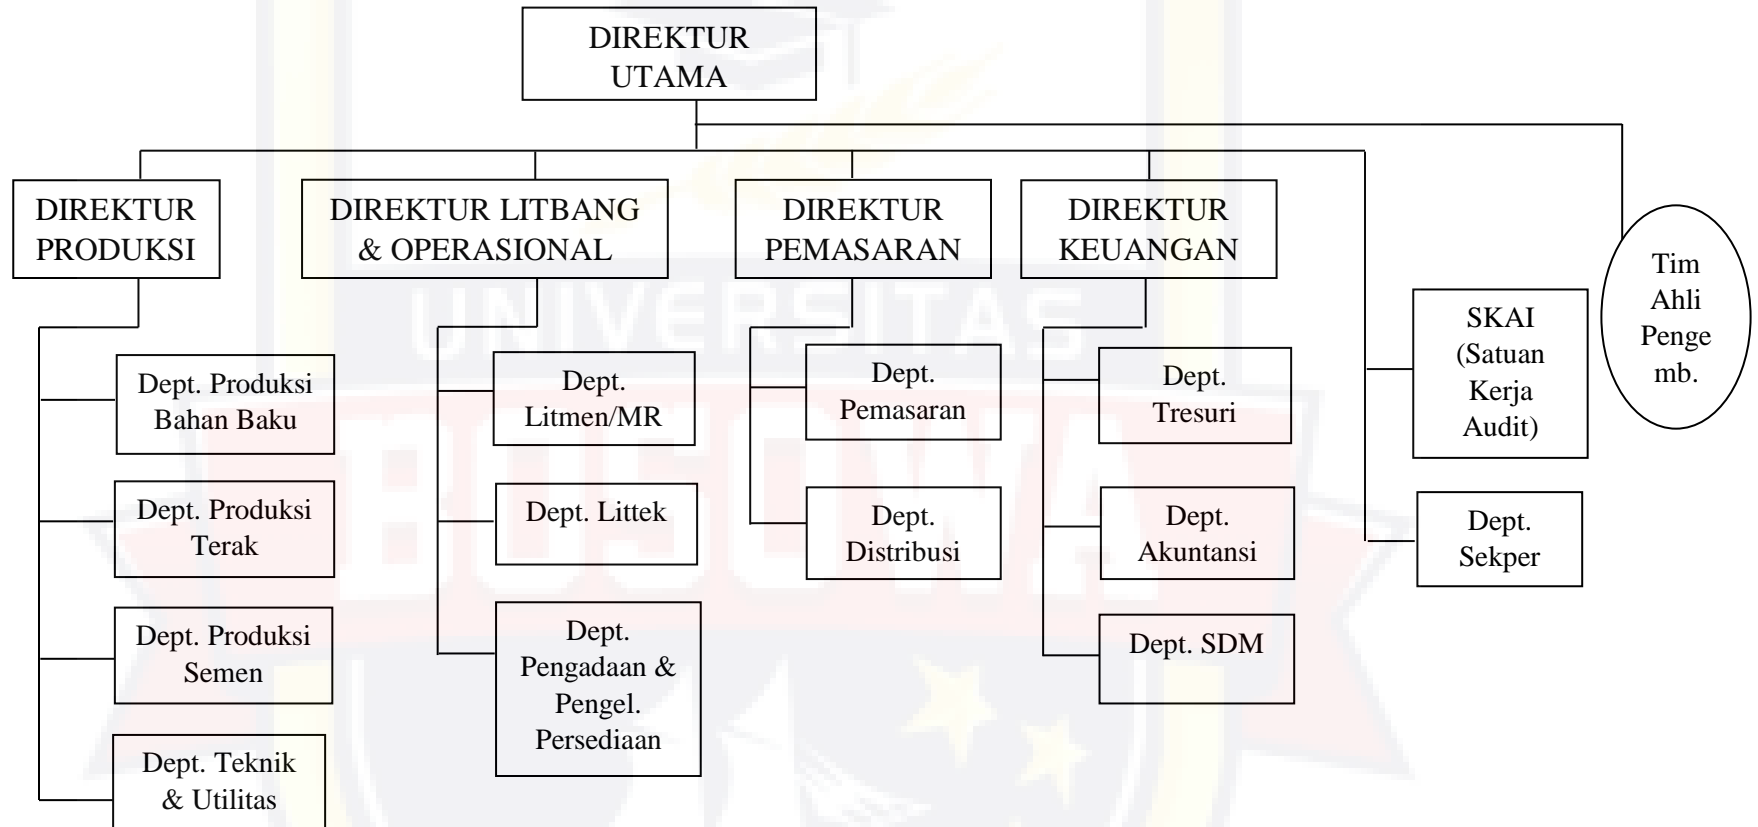 DIREKTUR
UTAMA
DIREKTUR
PRODUKSI
DIREKTUR LITBANG
& OPERASIONAL
DIREKTUR
PEMASARAN
DIREKTUR
KEUANGAN
Tim
Ahli
Penge
mb.
SKAI
(Satuan
Kerja
Audit)
Dept. Produksi
Bahan Baku
Dept.
Litmen/MR
Dept.
Pemasaran
Dept.
Tresuri
Dept. Produksi
Terak
Dept. Littek
Dept.
Distribusi
Dept.
Akuntansi
Dept.
Sekper
Dept. Produksi
Semen
Dept.
Pengadaan &
Pengel.
Persediaan
Dept. SDM
Dept. Teknik
& Utilitas
UNIVERSITAS
BOSOWA